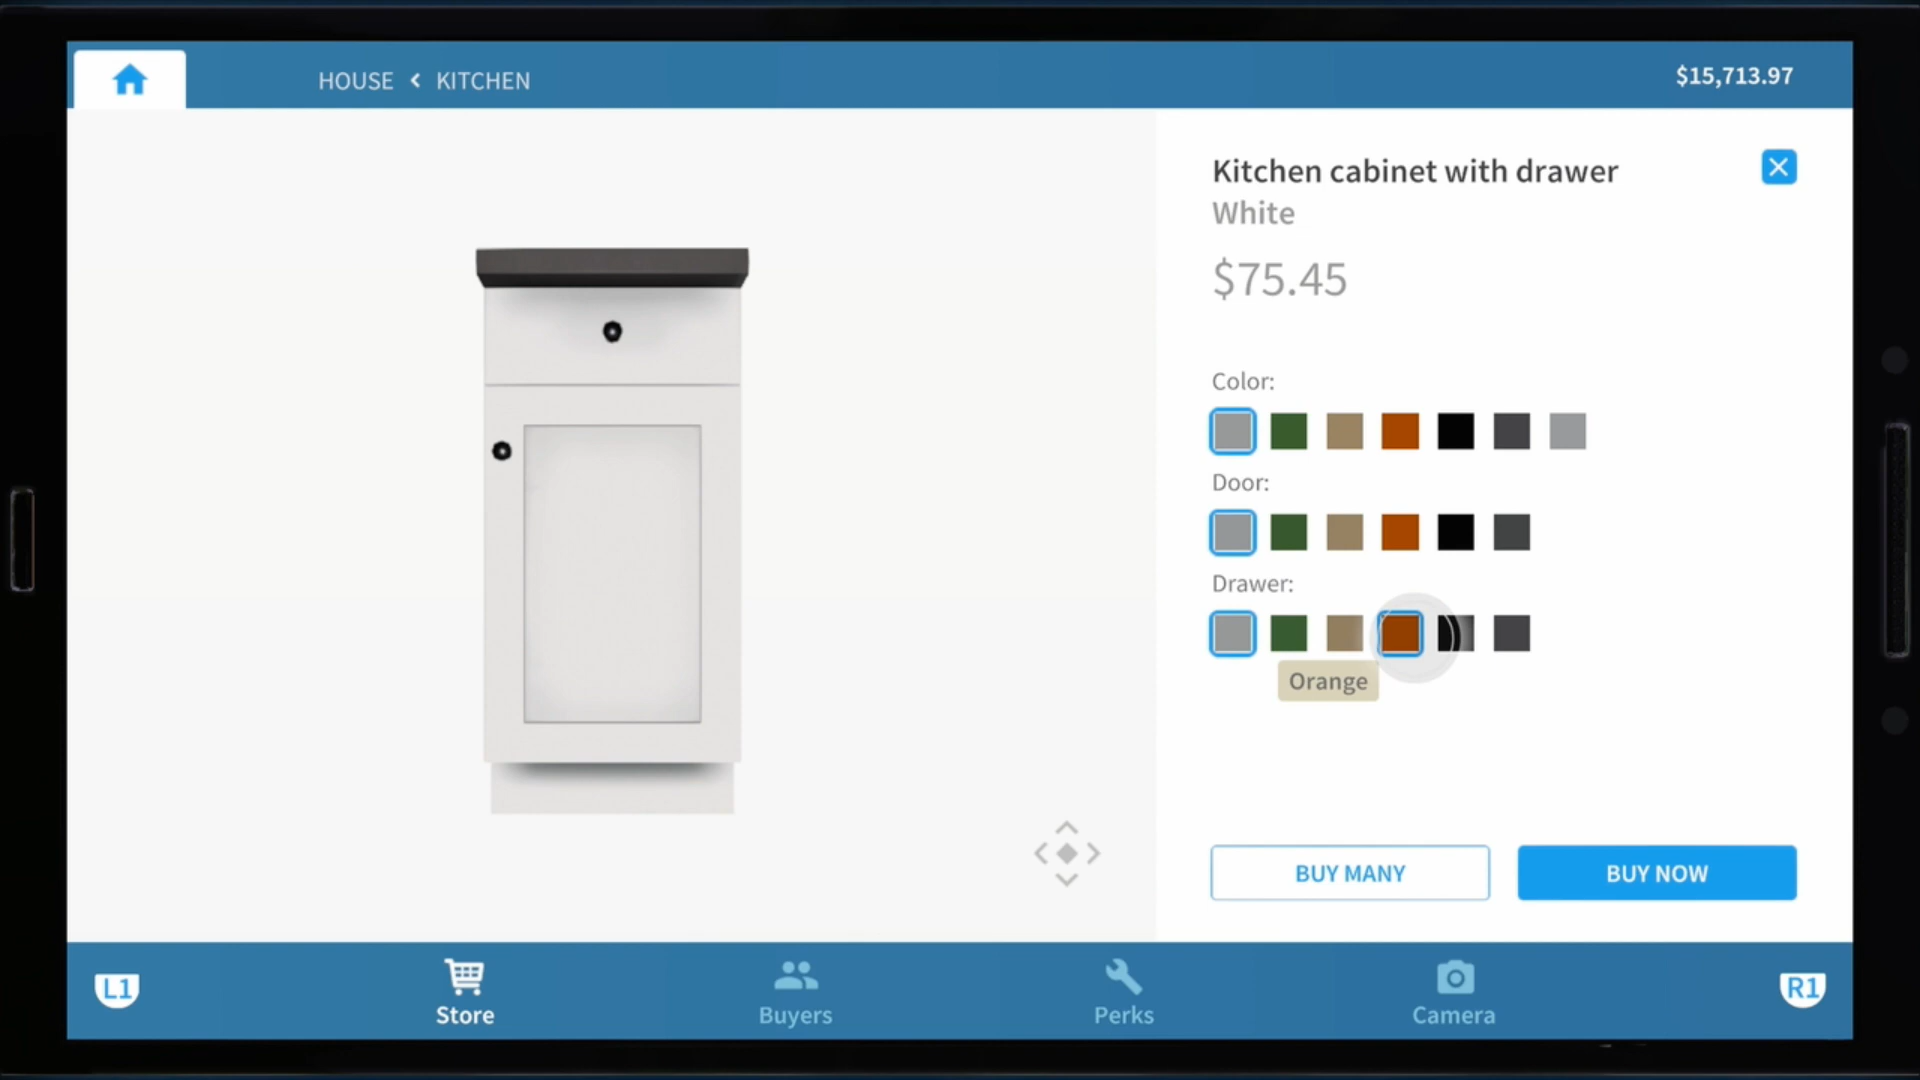 HOUSE < KITCHEN
$15,713.97
Kitchen cabinet with drawer
White
$75.45
Color:
Door:
Drawer:
Orange
BUY MANY
BUY NOW
L1
Store
Buyers
Perks
Camera
R1